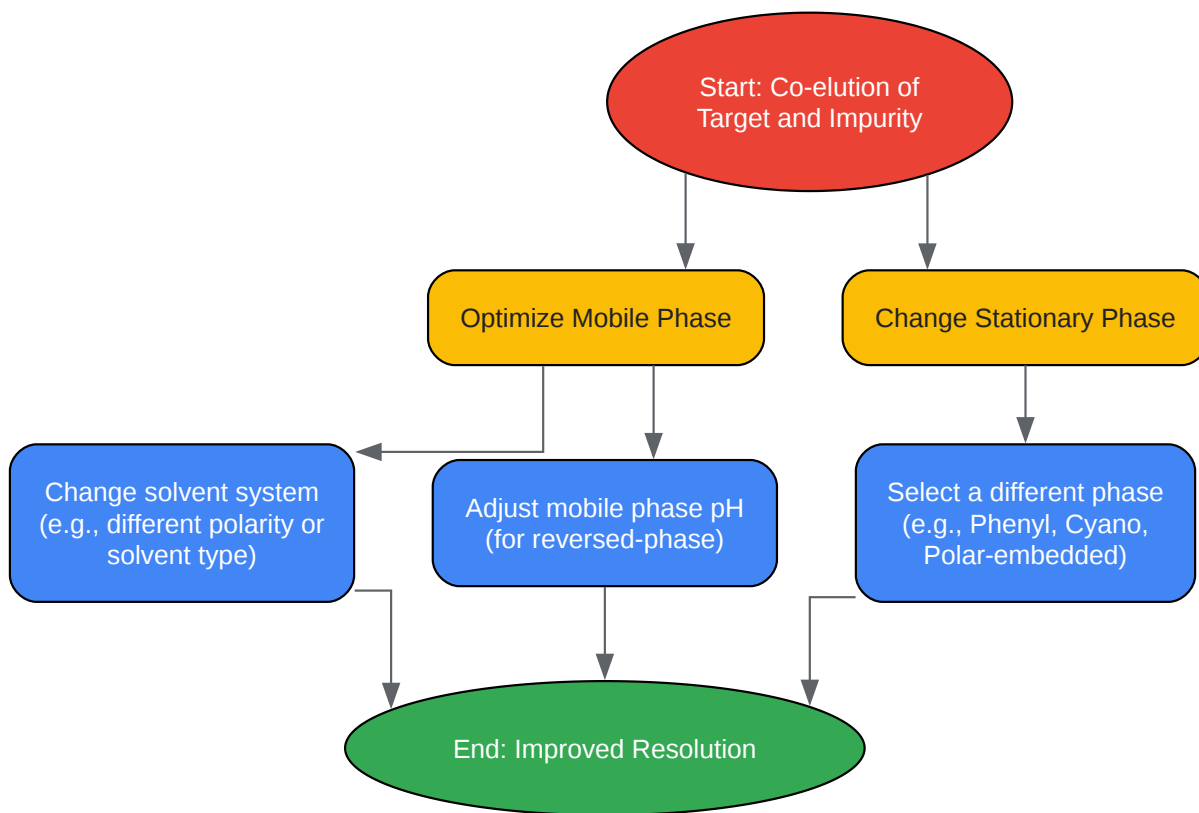 Start: Co-elution of
Target and Impurity
Optimize Mobile Phase
Change Stationary Phase
Change solvent system
(e.g., different polarity or
solvent type)
Adjust mobile phase pH
(for reversed-phase)
Select a different phase
(e.g., Phenyl, Cyano,
Polar-embedded)
End: Improved Resolution